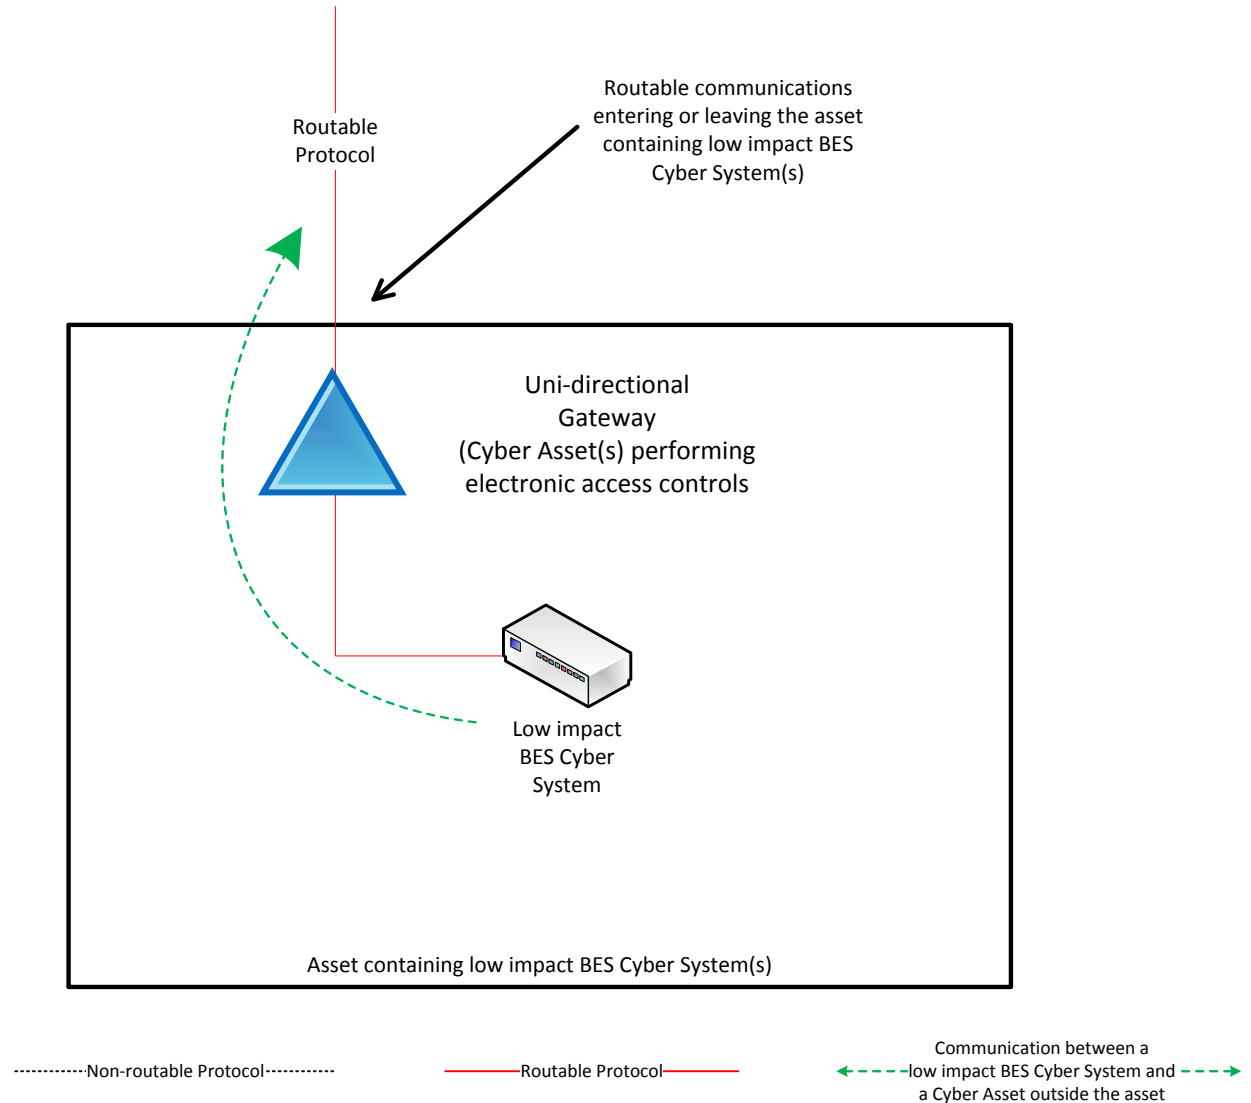 Routable communications
entering or leaving the asset
containing low impact BES
Cyber System(s)
Routable
Protocol
Uni-directional
Gateway
(Cyber Asset(s) performing
electronic access controls
Low impact
BES Cyber
System
Asset containing low impact BES Cyber System(s)
Non-routable Protocol
Routable Protocol
Communication between a
low impact BES Cyber System and
a Cyber Asset outside the asset